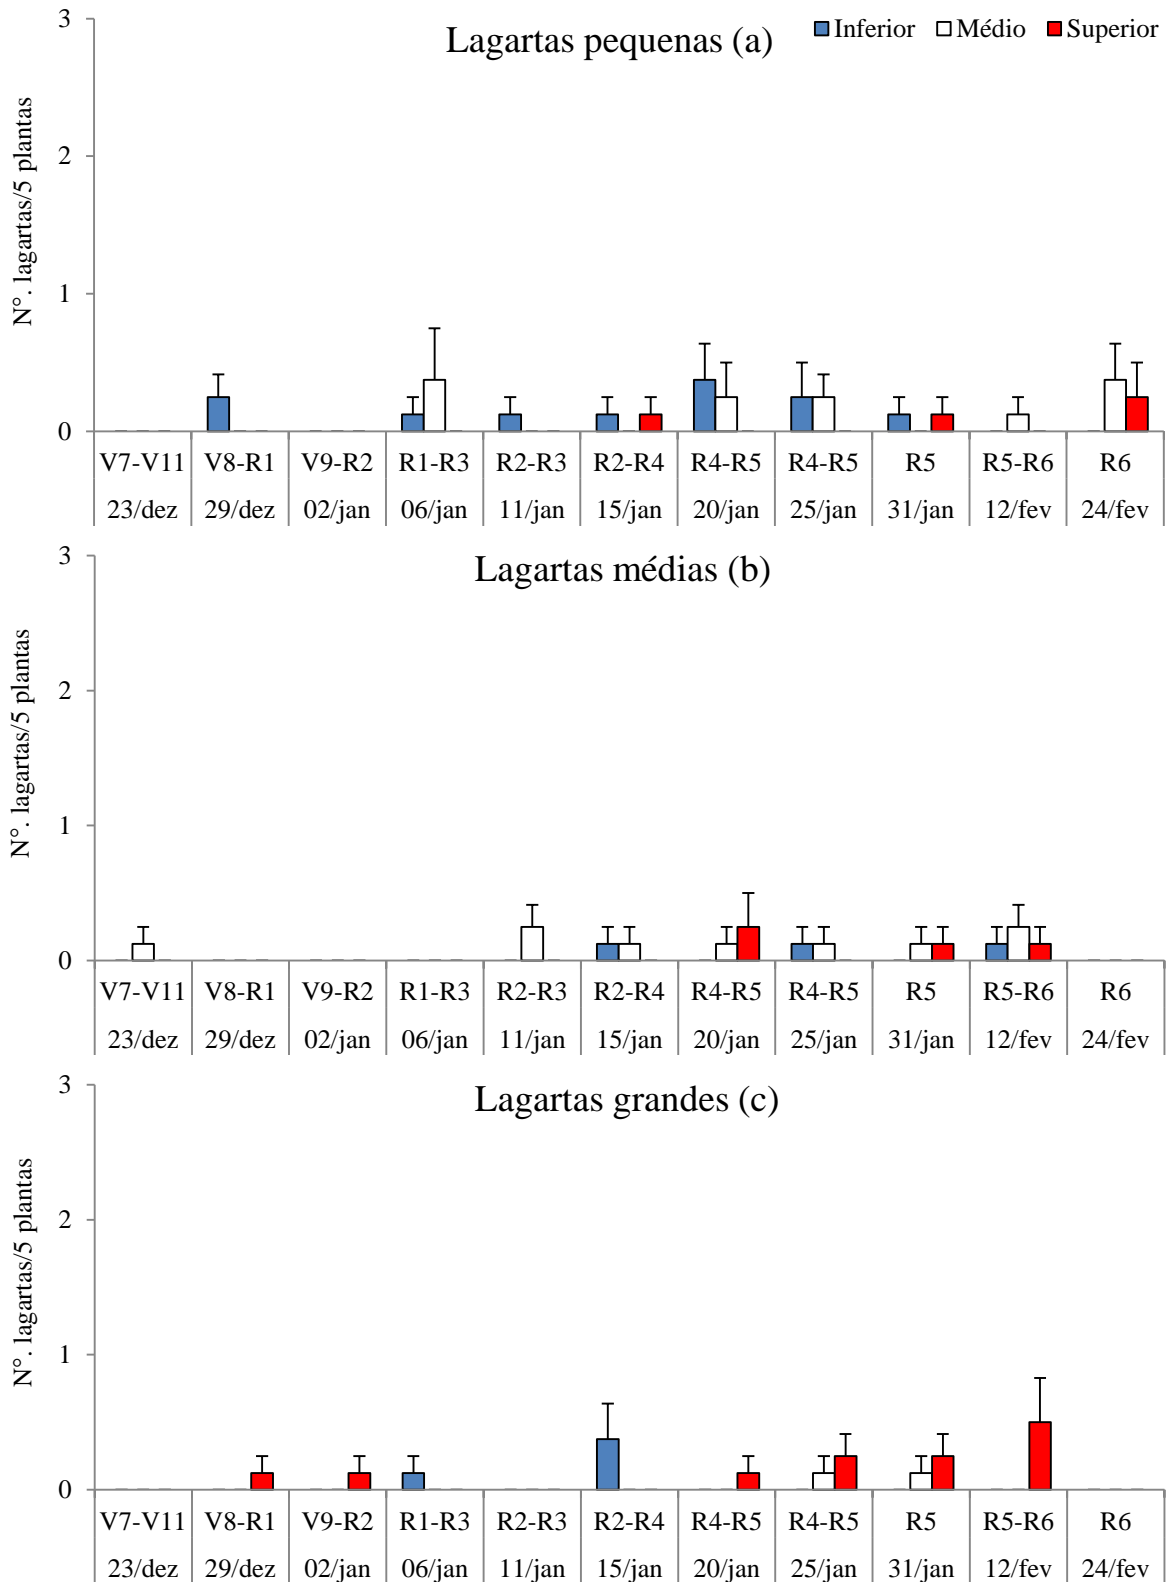 Lagartas pequenas (a)
Inferior Médio Superior
N°. lagartas/5 plantas
3
2
1
0
V7-V11 V8-R1 V9-R2 R1-R3 R2-R3 R2-R4 R4-R5 R4-R5 R5 R5-R6 R6
23/dez 29/dez 02/jan 06/jan 11/jan 15/jan 20/jan 25/jan 31/jan 12/fev 24/fev
Lagartas médias (b)
N°. lagartas/5 plantas
3
2
1
0
V7-V11 V8-R1 V9-R2 R1-R3 R2-R3 R2-R4 R4-R5 R4-R5 R5 R5-R6 R6
23/dez 29/dez 02/jan 06/jan 11/jan 15/jan 20/jan 25/jan 31/jan 12/fev 24/fev
Lagartas grandes (c)
N°. lagartas/5 plantas
3
2
1
0
V7-V11 V8-R1 V9-R2 R1-R3 R2-R3 R2-R4 R4-R5 R4-R5 R5 R5-R6 R6
23/dez 29/dez 02/jan 06/jan 11/jan 15/jan 20/jan 25/jan 31/jan 12/fev 24/fev